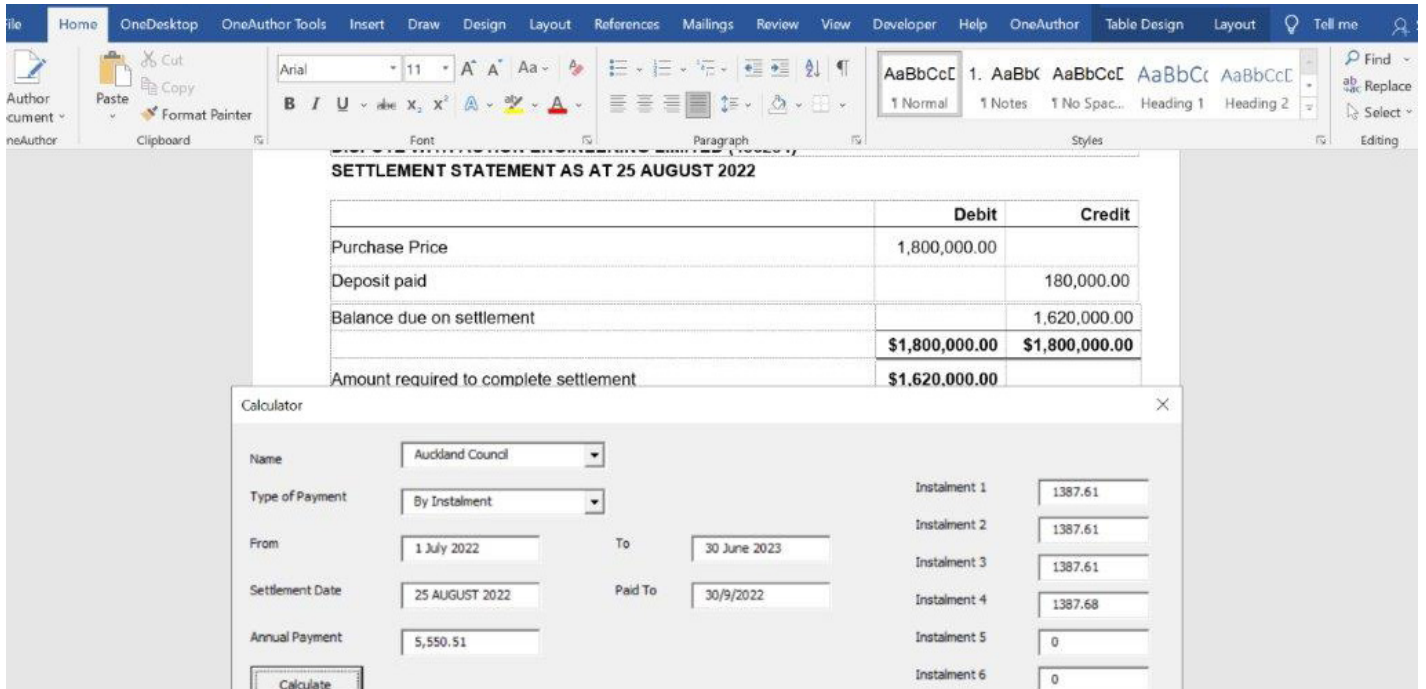 File Home OneDesktop OneAuthor Tools Insert Draw Design Layout References Mailings Review View Developer Help OneAuthor Table Design Layout Tell me
Cut
Copy
Paste
Format Painter
Author
Clipboard
Arial 11 Aa
B I U abc X₂ X² A A
Font
Paragraph
AaBbCcD 1. AaBb( AaBbCcD AaBbCc AaBbCcD
1 Normal 1 Notes 1 No Spac... Heading 1 Heading 2
Styles
Find
Replace
Select
Editing
SETTLEMENT STATEMENT AS AT 25 AUGUST 2022
Debit Credit
Purchase Price 1,800,000.00
Deposit paid 180,000.00
Balance due on settlement 1,620,000.00
$1,800,000.00 $1,800,000.00
Amount required to complete settlement $1,620,000.00
Calculator
Name Auckland Council
Type of Payment By Instalment
From 1 July 2022 To 30 June 2023
Settlement Date 25 AUGUST 2022 Paid To 30/9/2022
Annual Payment 5,550.51
Calculate
Instalment 1 1387.61
Instalment 2 1387.61
Instalment 3 1387.61
Instalment 4 1387.68
Instalment 5 0
Instalment 6 0